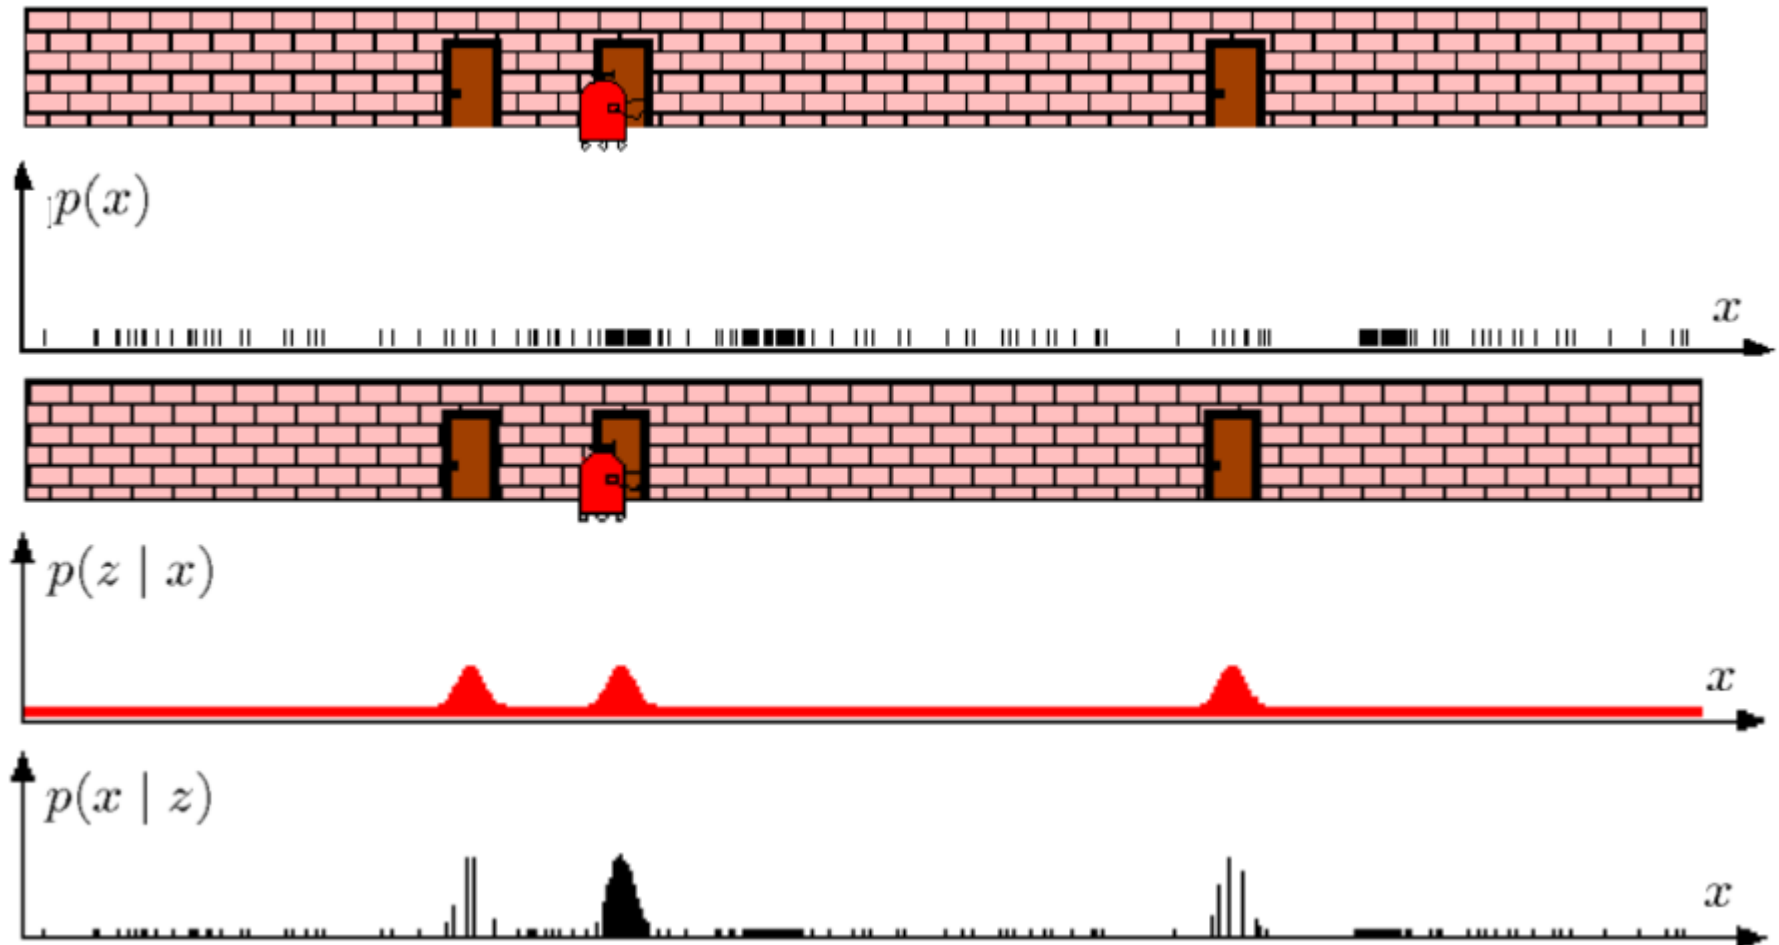 p(x)
x
p(z | x)
x
p(x | z)
x